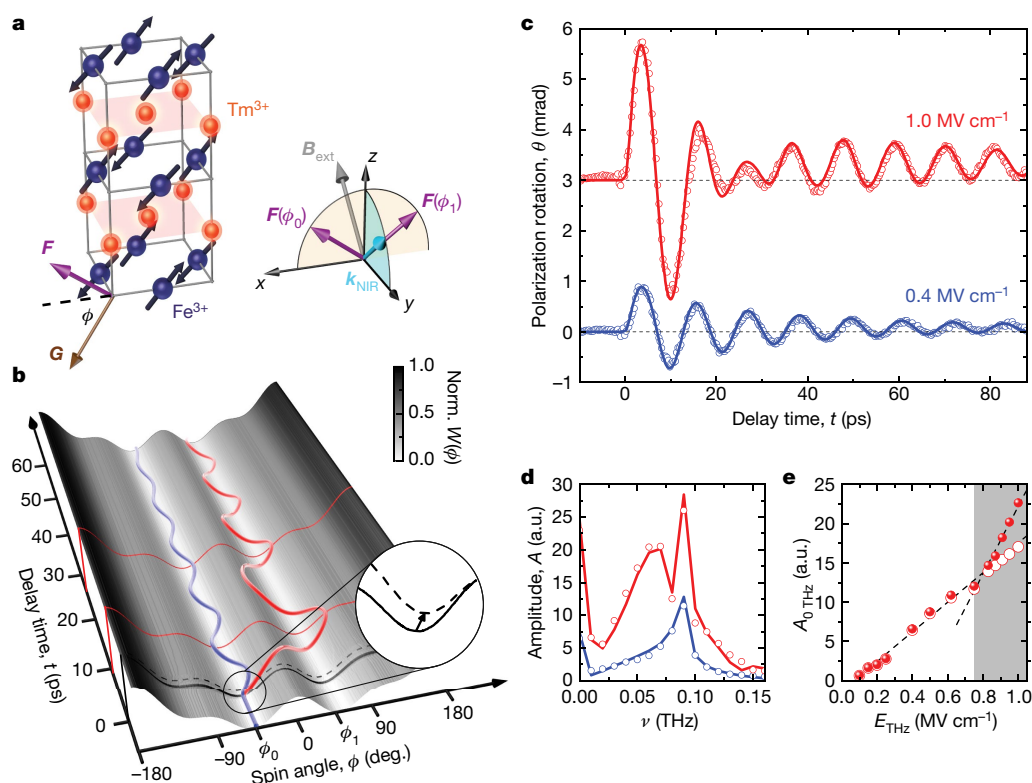 a
Tm³⁺
F
ϕ
Fe³⁺
G
B_ext
z
F(ϕ₀)
F(ϕ₁)
k_NIR
x
y
b
1.0
0.5
0.0
Norm. W(ϕ)
60
50
40
30
20
10
0
Delay time, t (ps)
−180
−90
ϕ₀
0
ϕ₁
90
180
Spin angle, ϕ (deg.)
c
6
5
4
3
2
1
0
−1
Polarization rotation, θ (mrad)
1.0 MV cm⁻¹
0.4 MV cm⁻¹
0
20
40
60
80
Delay time, t (ps)
d
30
25
20
15
10
5
0
Amplitude, A (a.u.)
0.00
0.05
0.10
0.15
ν (THz)
e
25
20
15
10
5
0
A₀ THz (a.u.)
0.2
0.4
0.6
0.8
1.0
E_THz (MV cm⁻¹)